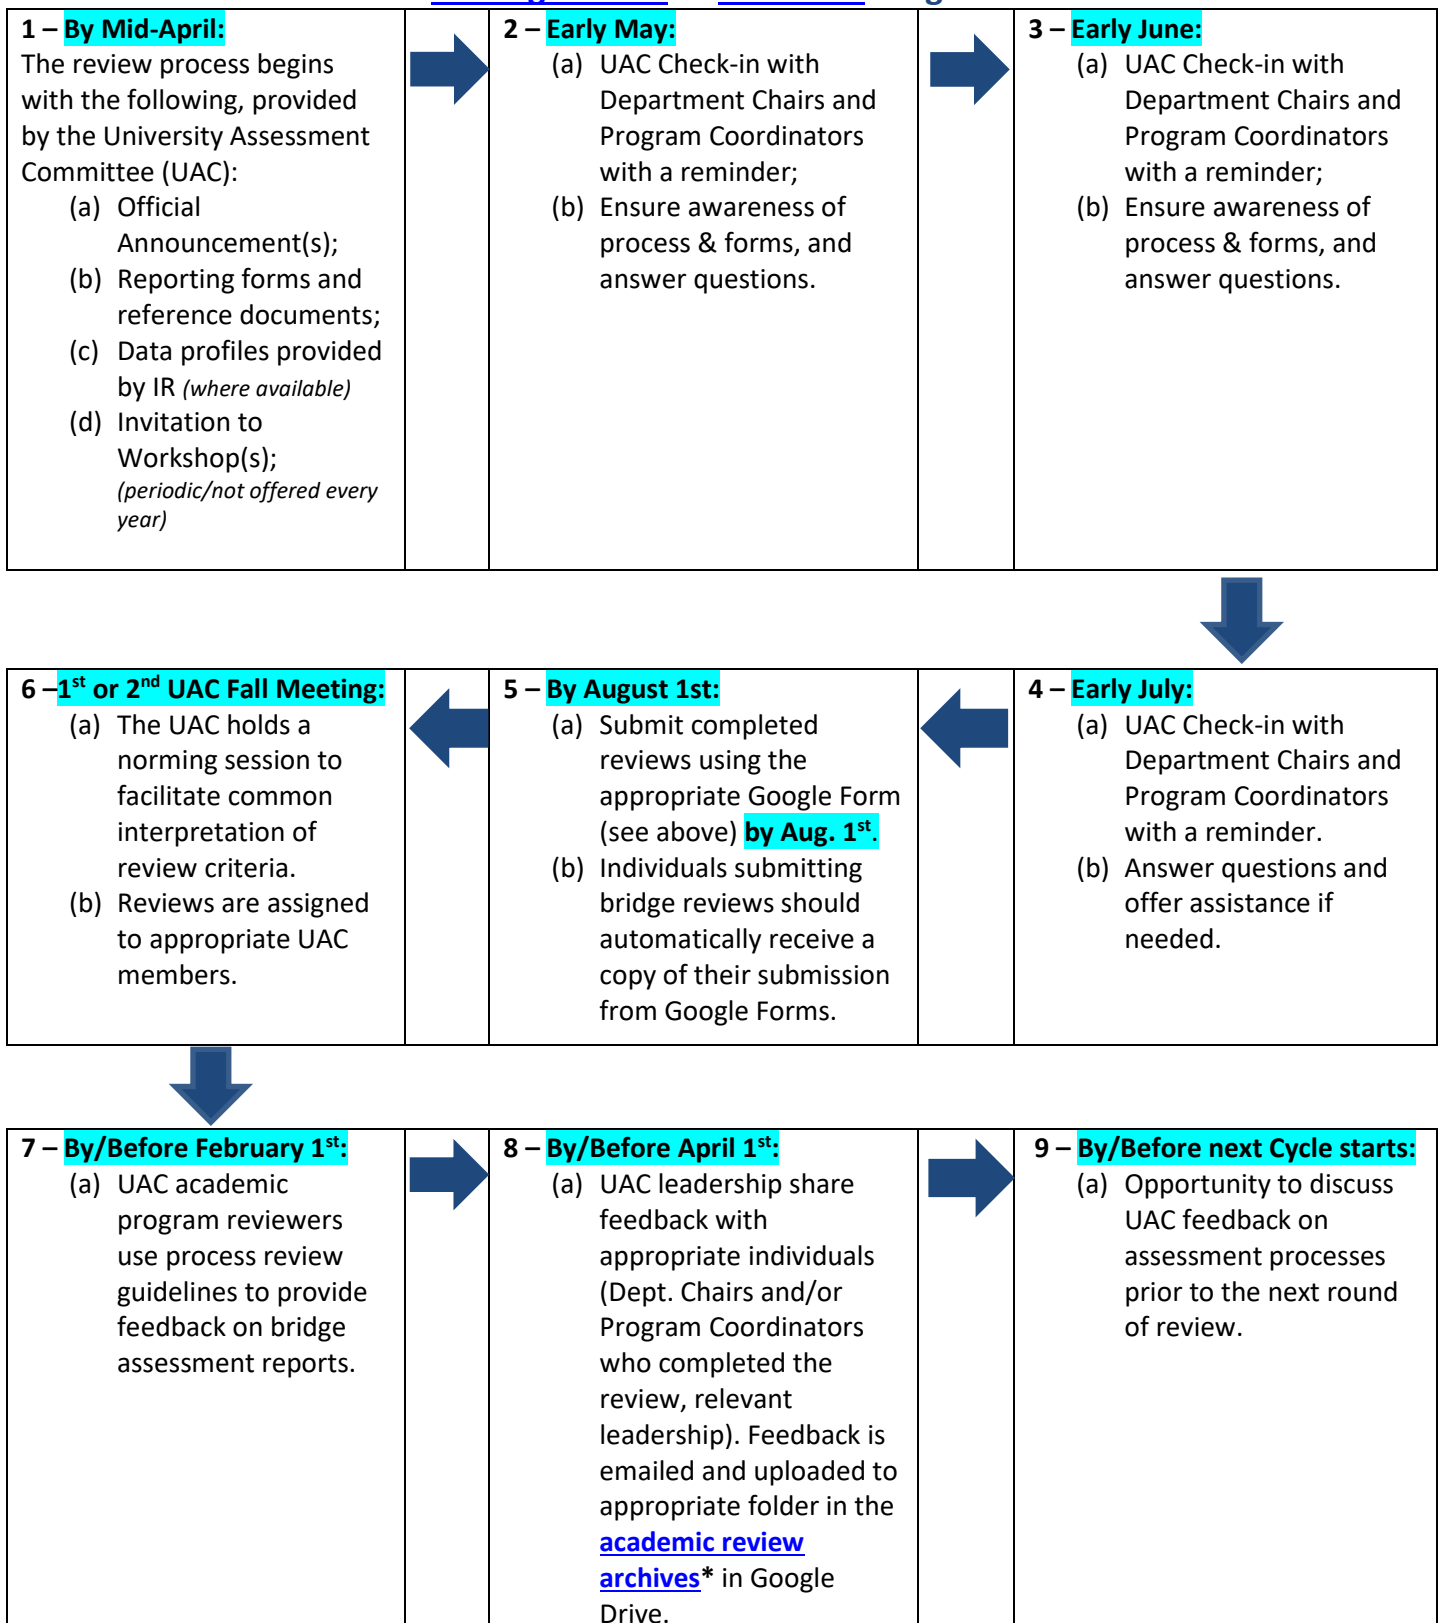 1 – By Mid-April:
The review process begins
with the following, provided
by the University Assessment
Committee (UAC):
(a) Official
Announcement(s);
(b) Reporting forms and
reference documents;
(c) Data profiles provided
by IR (where available)
(d) Invitation to
Workshop(s);
(periodic/not offered every
year)
2 – Early May:
(a) UAC Check-in with
Department Chairs and
Program Coordinators
with a reminder;
(b) Ensure awareness of
process & forms, and
answer questions.
3 – Early June:
(a) UAC Check-in with
Department Chairs and
Program Coordinators
with a reminder;
(b) Ensure awareness of
process & forms, and
answer questions.
4 – Early July:
(a) UAC Check-in with
Department Chairs and
Program Coordinators
with a reminder.
(b) Answer questions and
offer assistance if
needed.
5 – By August 1st:
(a) Submit completed
reviews using the
appropriate Google Form
(see above) by Aug. 1st.
(b) Individuals submitting
bridge reviews should
automatically receive a
copy of their submission
from Google Forms.
6 –1st or 2nd UAC Fall Meeting:
(a) The UAC holds a
norming session to
facilitate common
interpretation of
review criteria.
(b) Reviews are assigned
to appropriate UAC
members.
7 – By/Before February 1st:
(a) UAC academic
program reviewers
use process review
guidelines to provide
feedback on bridge
assessment reports.
8 – By/Before April 1st:
(a) UAC leadership share
feedback with
appropriate individuals
(Dept. Chairs and/or
Program Coordinators
who completed the
review, relevant
leadership). Feedback is
emailed and uploaded to
appropriate folder in the
academic review
archives* in Google
Drive.
9 – By/Before next Cycle starts:
(a) Opportunity to discuss
UAC feedback on
assessment processes
prior to the next round
of review.